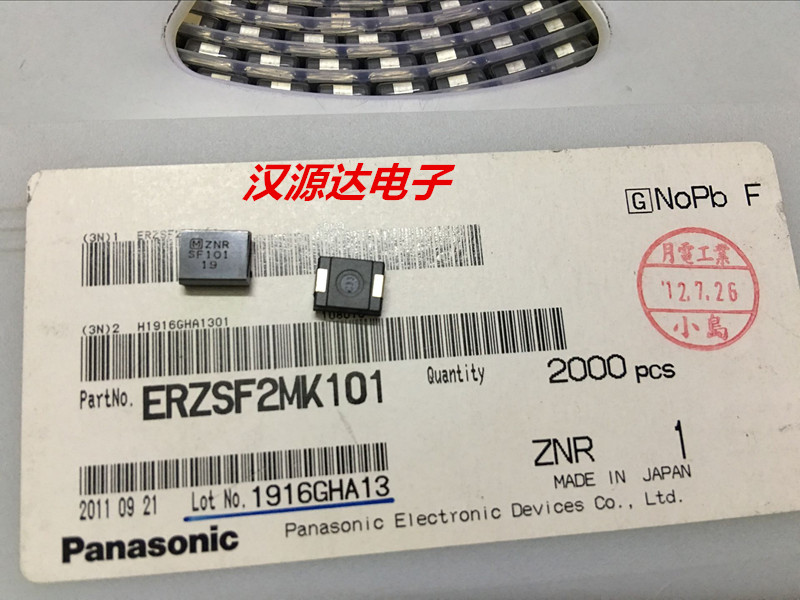 汉源达电子
G NoPb F
(3N)1 ERZSF
M ZNR
SF101
19
月電工業
'12.7.26
小島
(3N)2 H1916GHA1301
PartNo. ERZSF2MK101
Quantity 2000 pcs
ZNR 1
MADE IN JAPAN
2011 09 21 Lot No. 1916GHA13
Panasonic Electronic Devices Co., Ltd.
Panasonic